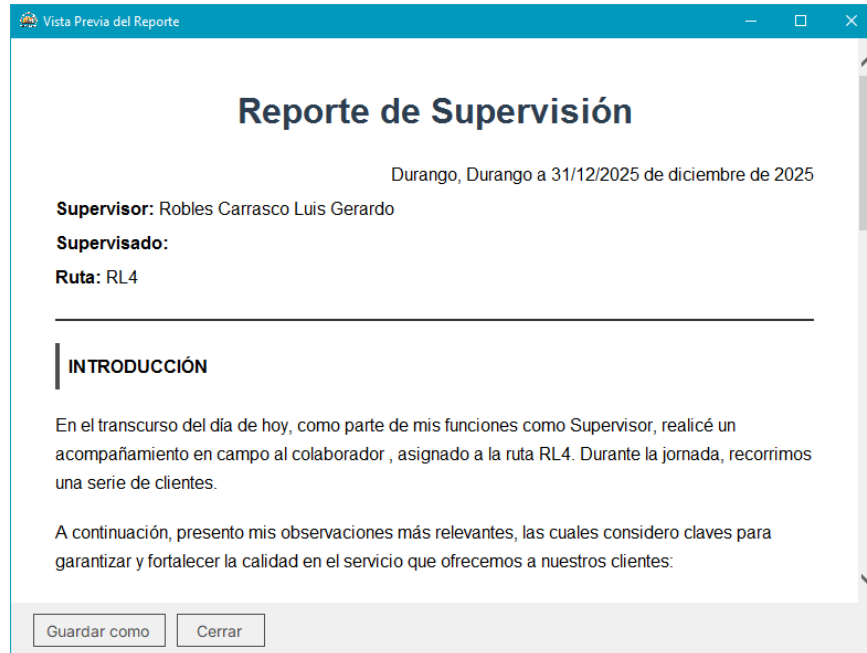 Vista Previa del Reporte
Reporte de Supervisión
Durango, Durango a 31/12/2025 de diciembre de 2025
Supervisor: Robles Carrasco Luis Gerardo
Supervisado:
Ruta: RL4
INTRODUCCIÓN
En el transcurso del día de hoy, como parte de mis funciones como Supervisor, realicé un
acompañamiento en campo al colaborador , asignado a la ruta RL4. Durante la jornada, recorrimos
una serie de clientes.
A continuación, presento mis observaciones más relevantes, las cuales considero claves para
garantizar y fortalecer la calidad en el servicio que ofrecemos a nuestros clientes:
Guardar como
Cerrar